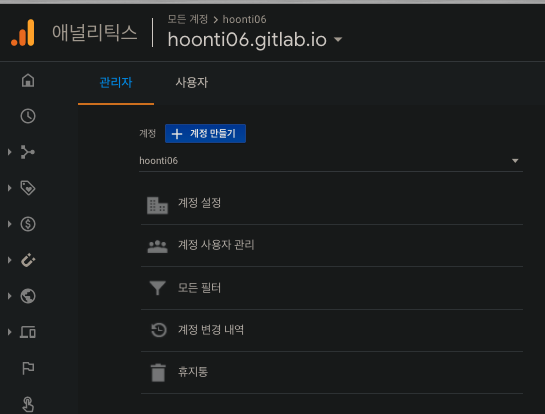 모든 계정 > hoonti06
애널리틱스
hoonti06.gitlab.io
관리자 사용자
계정 + 계정 만들기
hoonti06
계정 설정
계정 사용자 관리
모든 필터
계정 변경 내역
휴지통